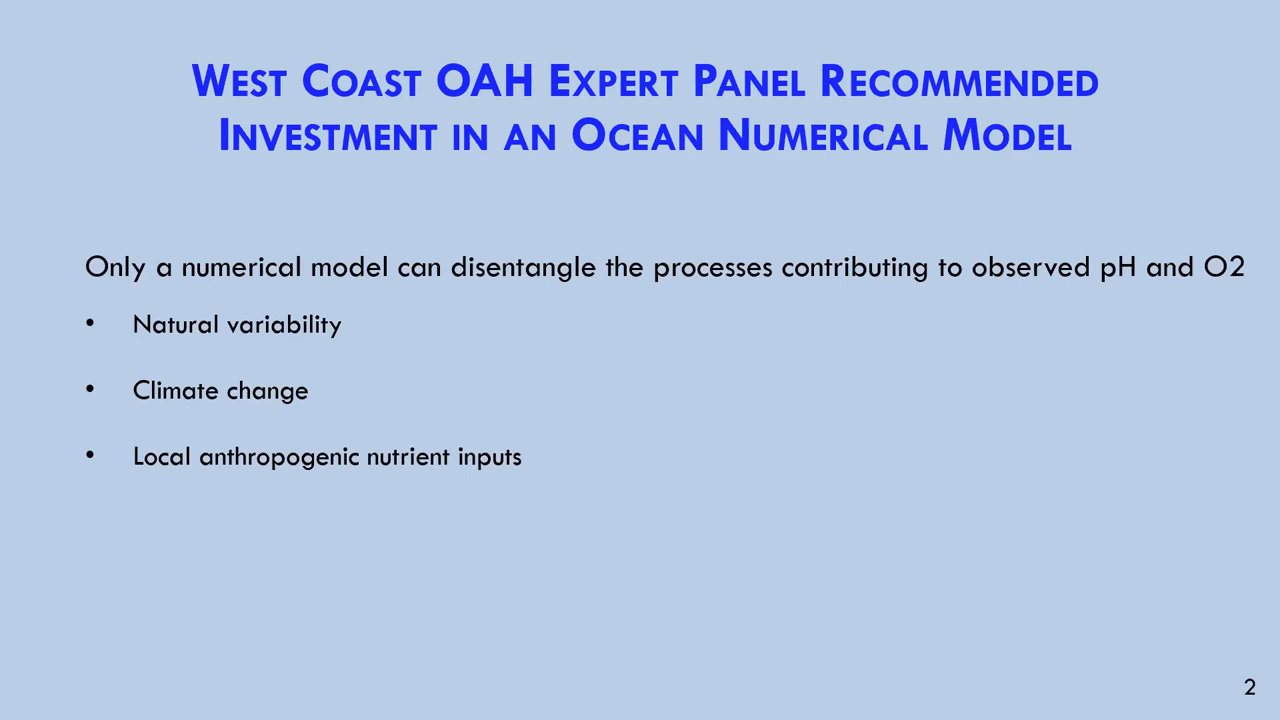 West Coast OAH Expert Panel Recommended
Investment in an Ocean Numerical Model
Only a numerical model can disentangle the processes contributing to observed pH and O2
• Natural variability
• Climate change
• Local anthropogenic nutrient inputs
2